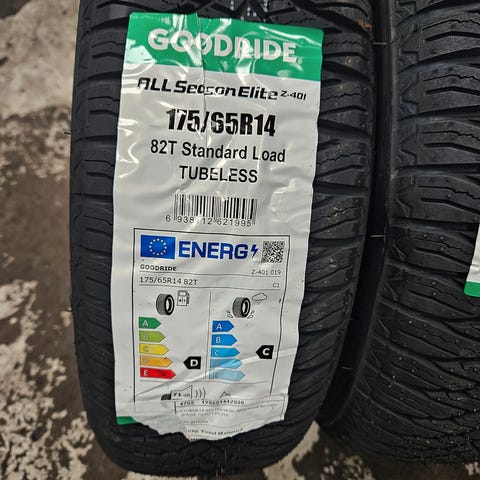 GOODRIDE
ALL Season Elite Z-401
175/65R14
82T Standard Load
TUBELESS
6 938112 621995
ENERG
GOODRIDE Z-401 019
175/65R14 82T C1
A
B
C
D
E
D
A
B
C
D
E
C
71